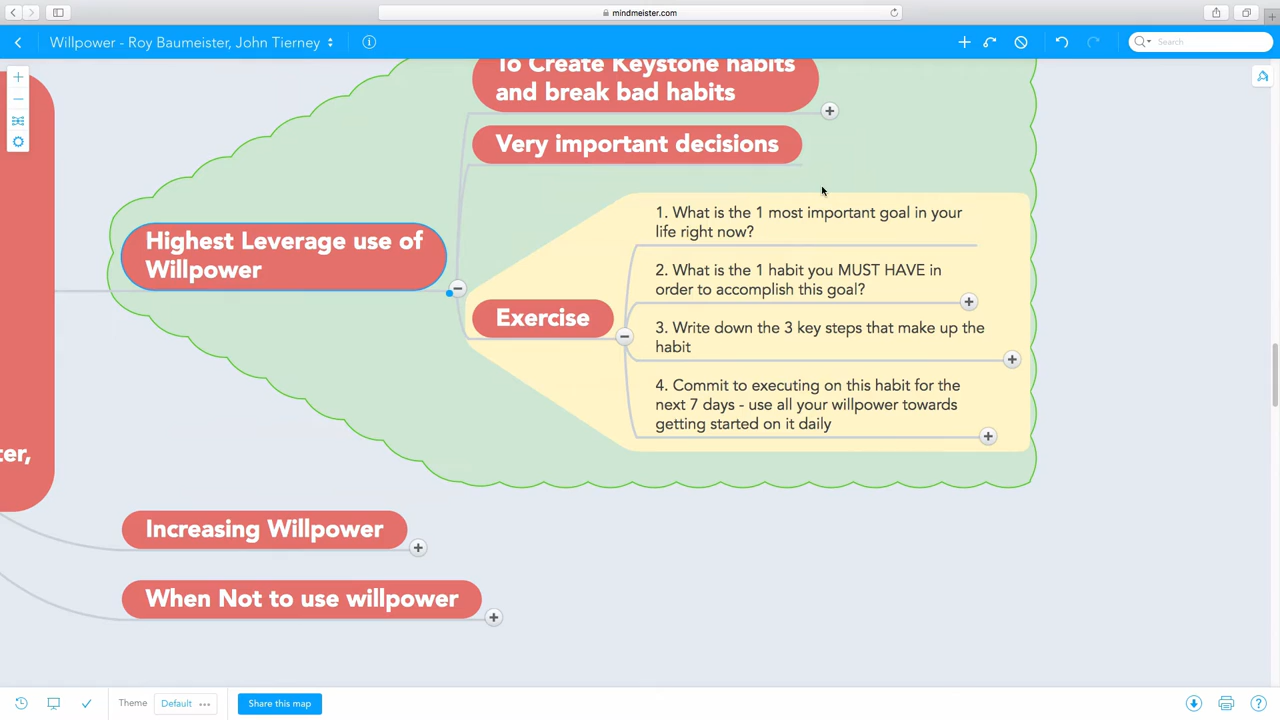 mindmeister.com
Willpower - Roy Baumeister, John Tierney
Search
To Create Keystone habits
and break bad habits
Very important decisions
Highest Leverage use of
Willpower
Exercise
1. What is the 1 most important goal in your
life right now?
2. What is the 1 habit you MUST HAVE in
order to accomplish this goal?
3. Write down the 3 key steps that make up the
habit
4. Commit to executing on this habit for the
next 7 days - use all your willpower towards
getting started on it daily
ter,
Increasing Willpower
When Not to use willpower
Theme
Default
Share this map